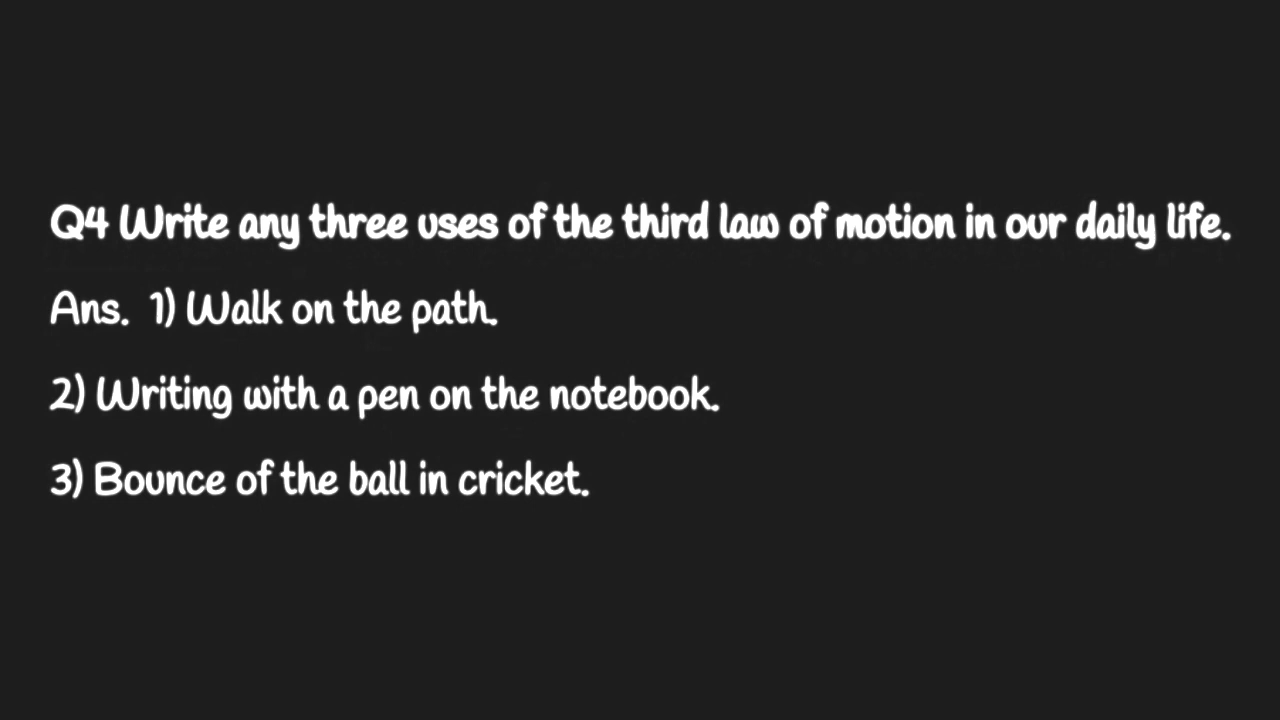 Q4 Write any three uses of the third law of motion in our daily life.
Ans. 1) Walk on the path.
2) Writing with a pen on the notebook.
3) Bounce of the ball in cricket.